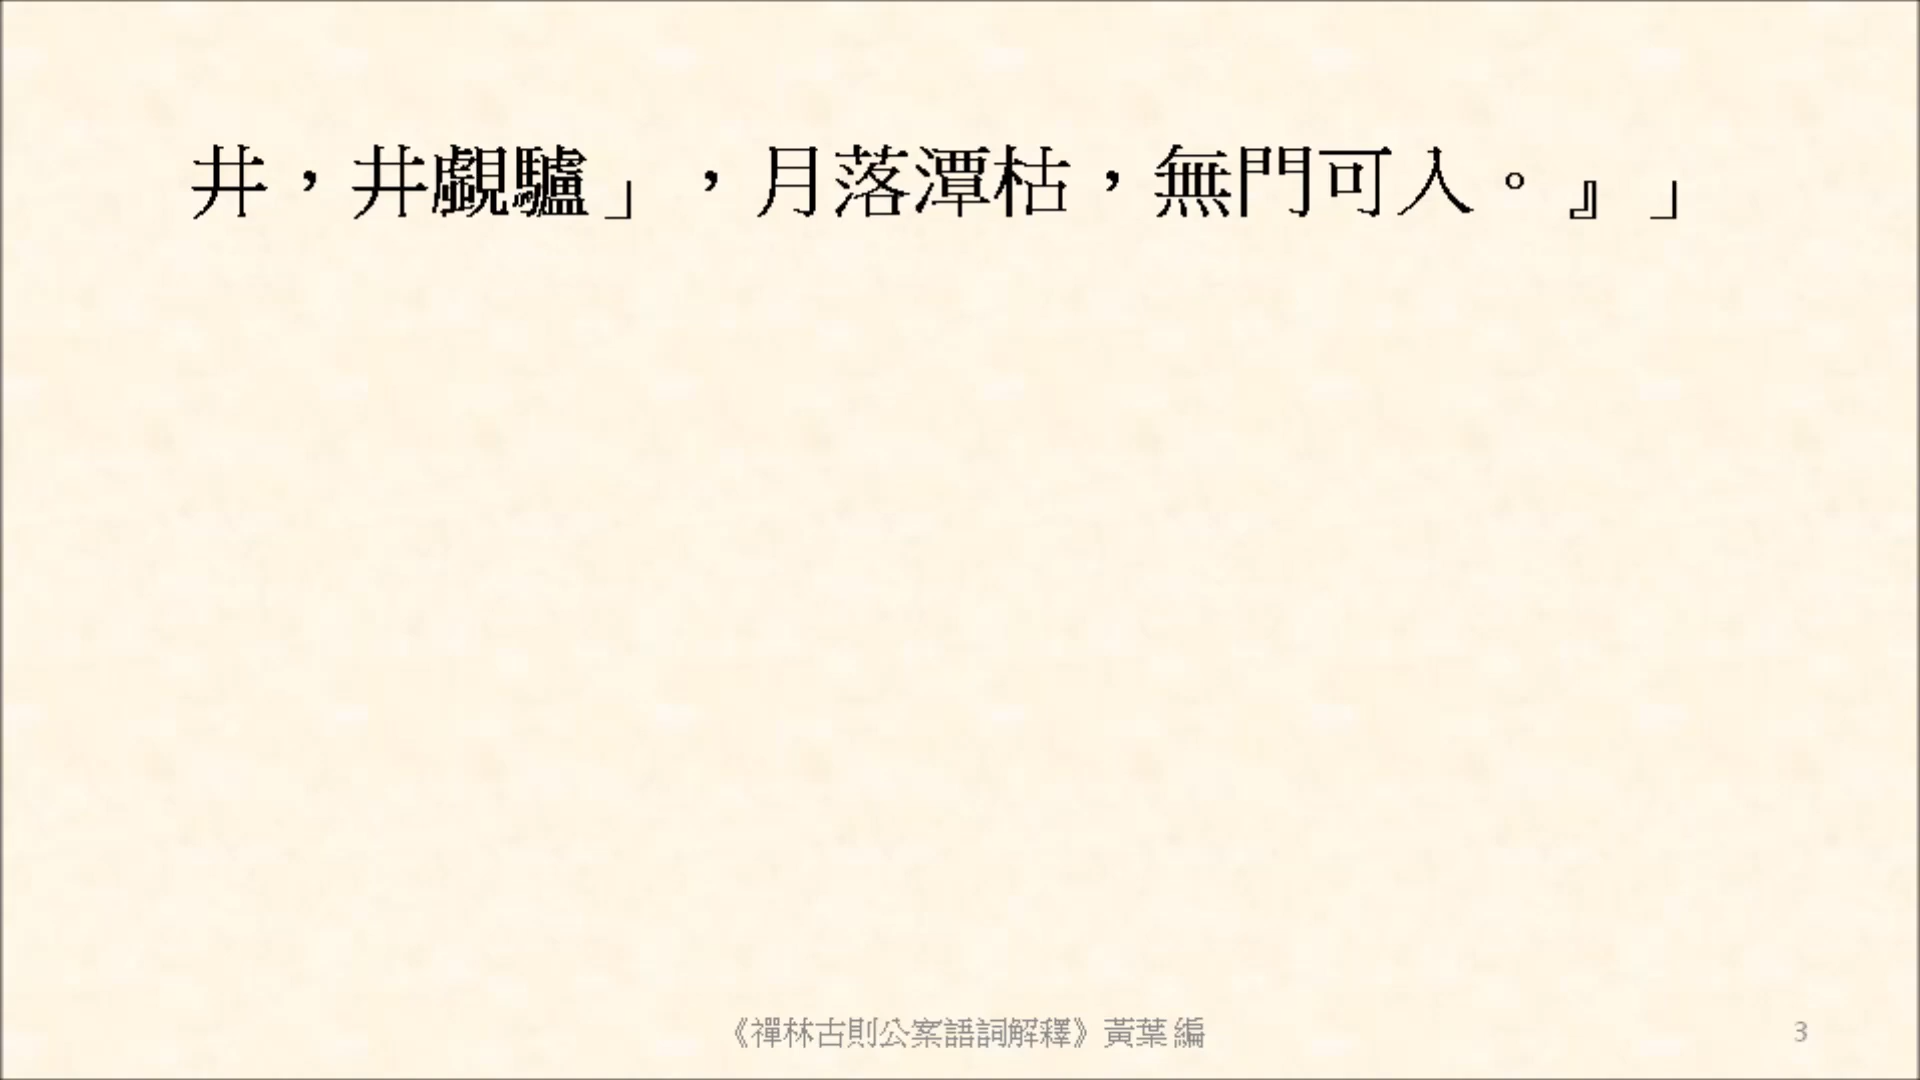 井，井覷驢」，月落潭枯，無門可入。』」
《禪林古則公案語詞解釋》黃葉 編
3